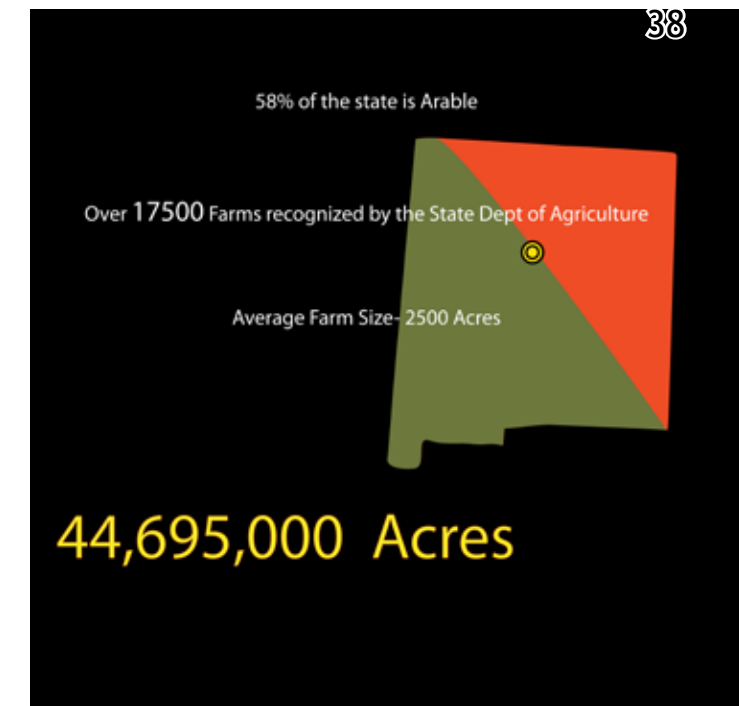 38
58% of the state is Arable
Over 17500 Farms recognized by the State Dept of Agriculture
Average Farm Size- 2500 Acres
44,695,000 Acres